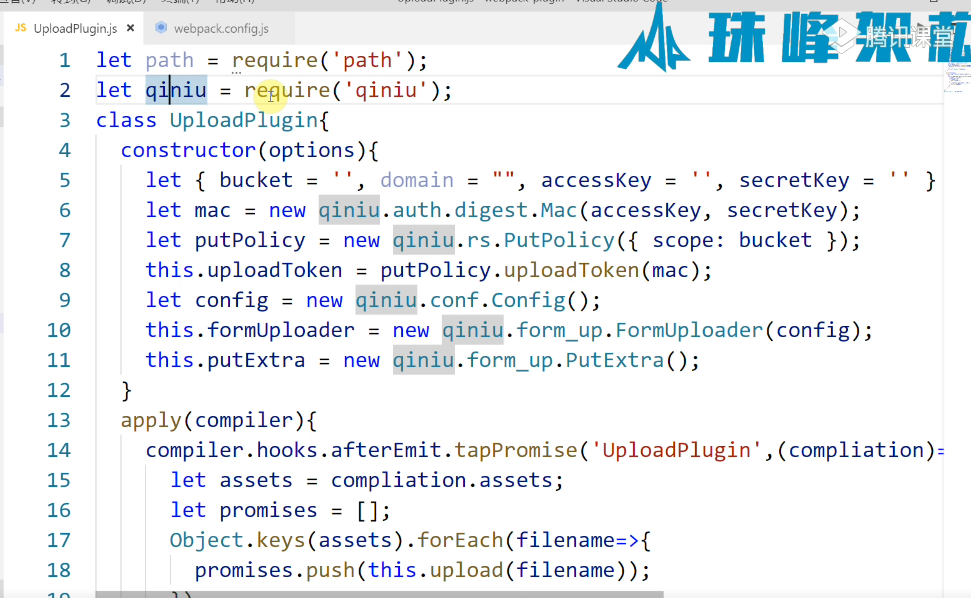 JS UploadPlugin.js × webpack.config.js
珠峰架
腾讯课堂
1 let path = require('path');
2 let qiniu = require('qiniu');
3 class UploadPlugin{
4 constructor(options){
5 let { bucket = '', domain = "", accessKey = '', secretKey = '' }
6 let mac = new qiniu.auth.digest.Mac(accessKey, secretKey);
7 let putPolicy = new qiniu.rs.PutPolicy({ scope: bucket });
8 this.uploadToken = putPolicy.uploadToken(mac);
9 let config = new qiniu.conf.Config();
10 this.formUploader = new qiniu.form_up.FormUploader(config);
11 this.putExtra = new qiniu.form_up.PutExtra();
12 }
13 apply(compiler){
14 compiler.hooks.afterEmit.tapPromise('UploadPlugin',(compliation)=
15 let assets = compliation.assets;
16 let promises = [];
17 Object.keys(assets).forEach(filename=>{
18 promises.push(this.upload(filename));